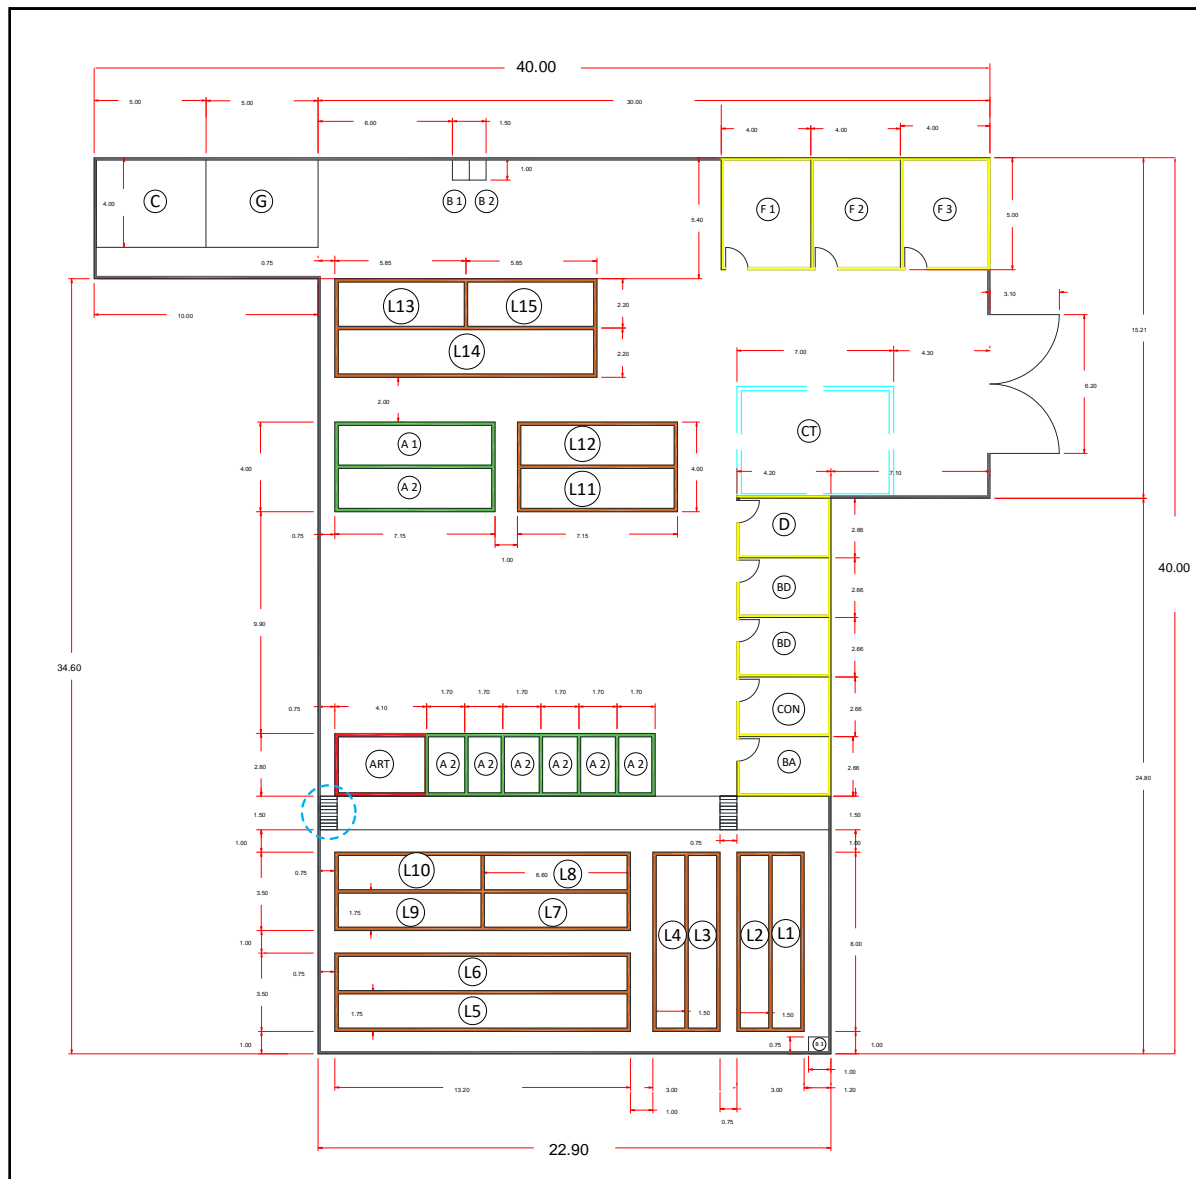 40.00
5.00 5.00 30.00
6.00 1.50 4.00 4.00 4.00
1.00
C G B 1 B 2 F 1 F 2 F 3
4.00 5.40 5.00
0.75 5.85 5.85
10.00 3.10
L13 L15 2.20 15.21
L14 2.20 7.00 4.30 6.20
2.00
A 1 L12 CT
4.00 4.00
A 2 L11 4.20 7.10
0.75 7.15 7.15 D 2.66
1.00
40.00
BD 2.66
9.90
34.60 BD 2.66
1.70 1.70 1.70 1.70 1.70 1.70
0.75 4.10 CON 2.66
2.80 ART A 2 A 2 A 2 A 2 A 2 A 2 BA 2.66
24.80
1.50 1.50
1.00 0.75 1.00
0.75 L10 6.60 L8
3.50
1.75 L9 L7 L4 L3 L2 L1
1.00 8.00
0.75 L6
3.50
1.75 L5 1.50 1.50
1.00 0.75 B 3 1.00
1.00
13.20 3.00 3.00 1.20
1.00
0.75
22.90